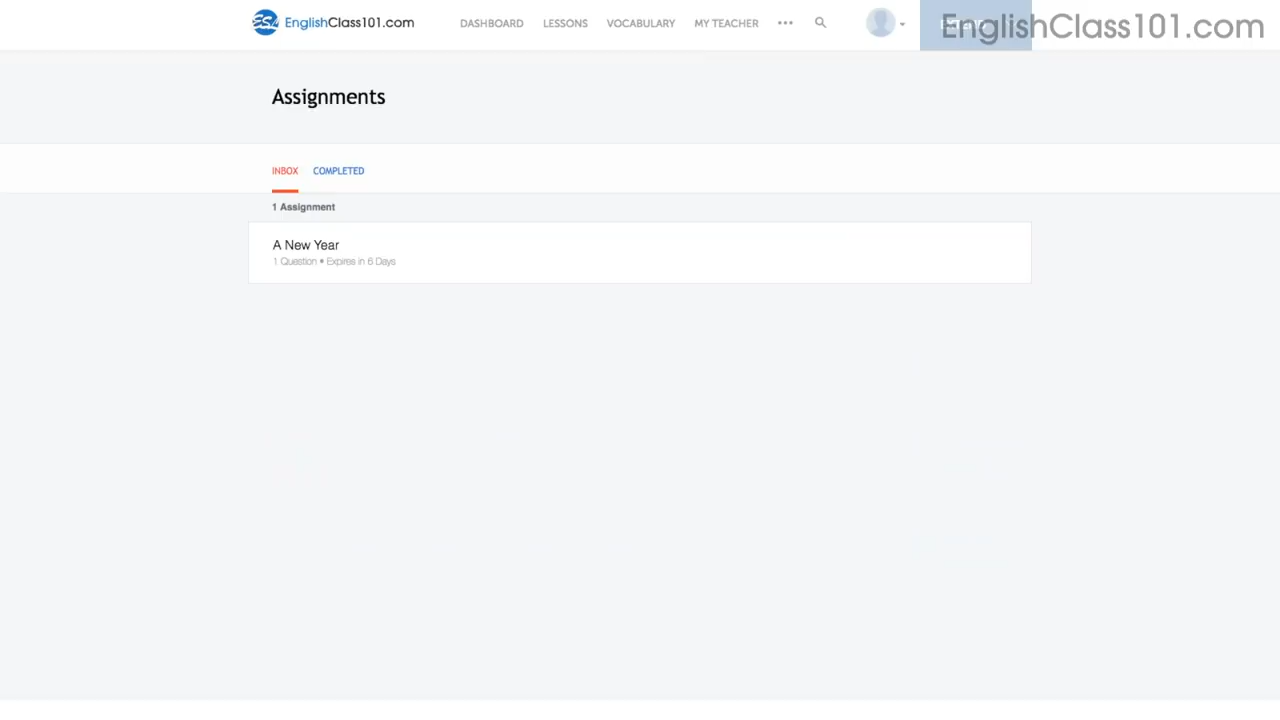 EnglishClass101.com DASHBOARD LESSONS VOCABULARY MY TEACHER ••• EnglishClass101.com
Assignments
INBOX COMPLETED
1 Assignment
A New Year
1 Question • Expires in 6 Days